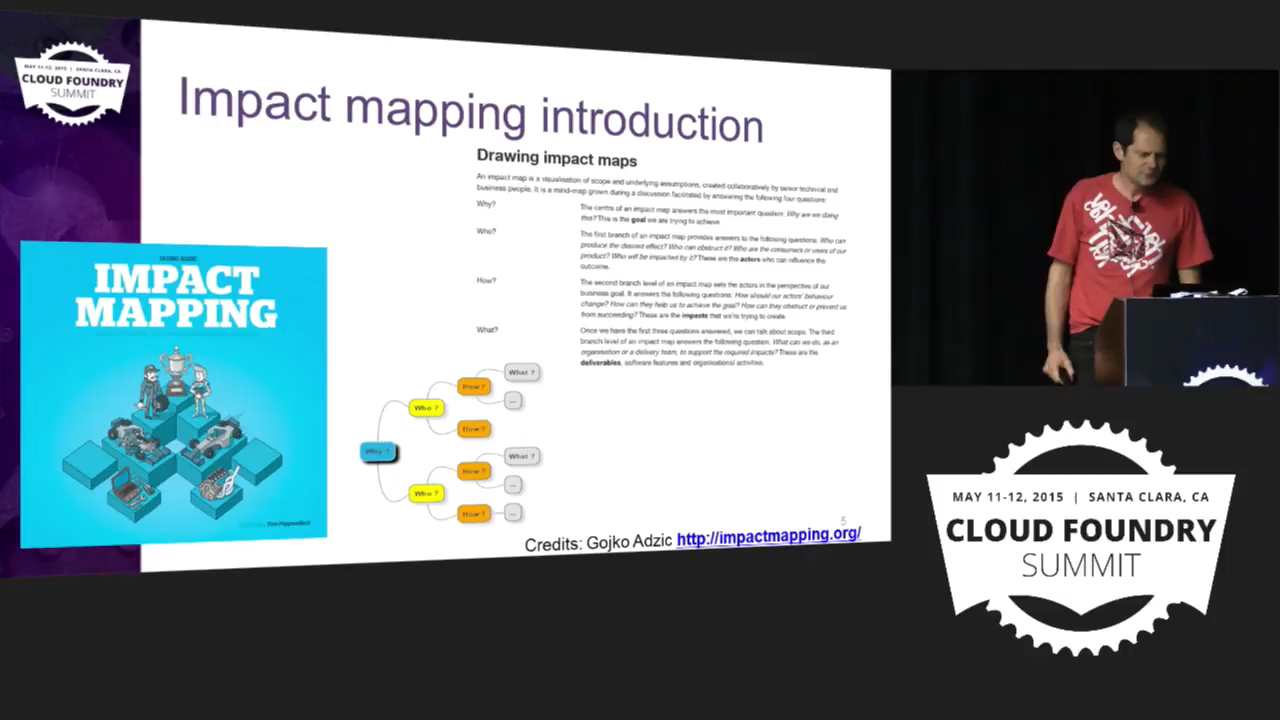 MAY 11-12, 2015 | SANTA CLARA, CA
CLOUD FOUNDRY
SUMMIT
Impact mapping introduction
Drawing impact maps
An impact map is a visualisation of scope and underlying assumptions, created collaboratively by senior technical and
business people. It is a mind-map grown during a discussion facilitated by answering the following four questions:
Why?
The centre of an impact map answers the most important question: Why are we doing
this? This is the goal we are trying to achieve
Who?
The first branch of an impact map provides answers to the following questions: Who can
produce the desired effect? Who can obstruct it? Who are the consumers or users of our
product? Who will be impacted by it? These are the actors who can influence the
outcome.
How?
The second branch level of an impact map sets the actors in the perspective of our
business goal. It answers the following questions: How should our actors' behaviour
change? How can they help us to achieve the goal? How can they obstruct or prevent us
from succeeding? These are the impacts that we're trying to create
What?
Once we have the first three questions answered, we can talk about scope. The third
branch level of an impact map answers the following question: What can we do, as an
organisation or a delivery team, to support the required impacts? These are the
deliverables, software features and organisational activities.
GOJKO ADZIC
IMPACT
MAPPING
Tom Poppendieck
Why ?
Who ?
How ?
What ?
...
How ?
Who ?
How ?
What ?
...
How ?
...
5
Credits: Gojko Adzic http://impactmapping.org/
MAY 11-12, 2015 | SANTA CLARA, CA
CLOUD FOUNDRY
SUMMIT